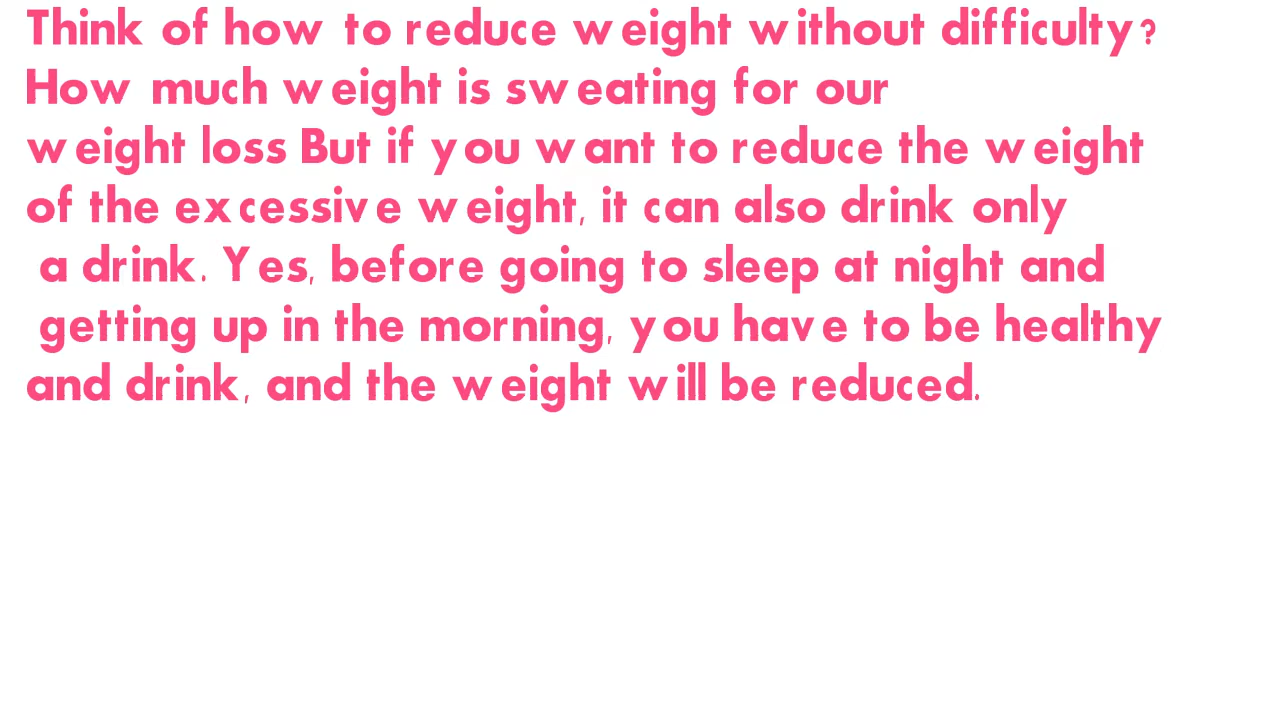 Think of how to reduce weight without difficulty?
How much weight is sweating for our
weight loss But if you want to reduce the weight
of the excessive weight, it can also drink only
a drink. Yes, before going to sleep at night and
getting up in the morning, you have to be healthy
and drink, and the weight will be reduced.